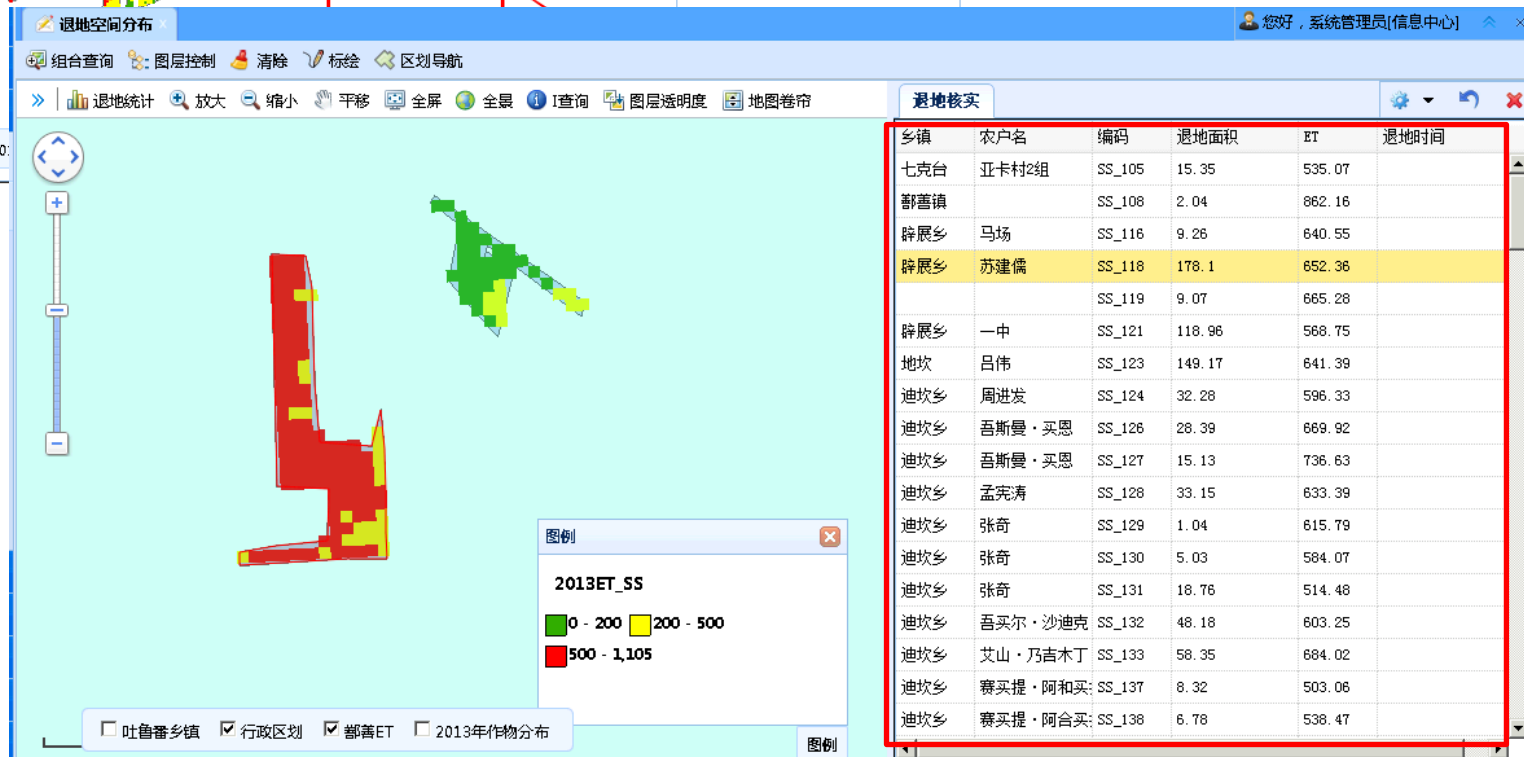 退地空间分布 × 您好，系统管理员[信息中心]
组合查询 图层控制 清除 标绘 区划导航
退地统计 放大 缩小 平移 全屏 全景 I查询 图层透明度 地图卷帘
退地核实
乡镇 农户名 编码 退地面积 ET 退地时间
七克台 亚卡村2组 SS_105 15.35 535.07
鄯善镇 SS_108 2.04 862.16
辟展乡 马场 SS_116 9.26 640.55
辟展乡 苏建儒 SS_118 178.1 652.36
SS_119 9.07 665.28
辟展乡 一中 SS_121 118.96 568.75
地坎 吕伟 SS_123 149.17 641.39
迪坎乡 周进发 SS_124 32.28 596.33
迪坎乡 吾斯曼·买恩 SS_126 28.39 669.92
迪坎乡 吾斯曼·买恩 SS_127 15.13 736.63
迪坎乡 孟宪涛 SS_128 33.15 633.39
迪坎乡 张奇 SS_129 1.04 615.79
迪坎乡 张奇 SS_130 5.03 584.07
迪坎乡 张奇 SS_131 18.76 514.48
迪坎乡 吾买尔·沙迪克 SS_132 48.18 603.25
迪坎乡 艾山·乃吉木丁 SS_133 58.35 684.02
迪坎乡 赛买提·阿和买 SS_137 8.32 503.06
迪坎乡 赛买提·阿合买 SS_138 6.78 538.47
图例
2013ET_SS
0 - 200 200 - 500
500 - 1,105
吐鲁番乡镇 行政区划 鄯善ET 2013年作物分布
图例